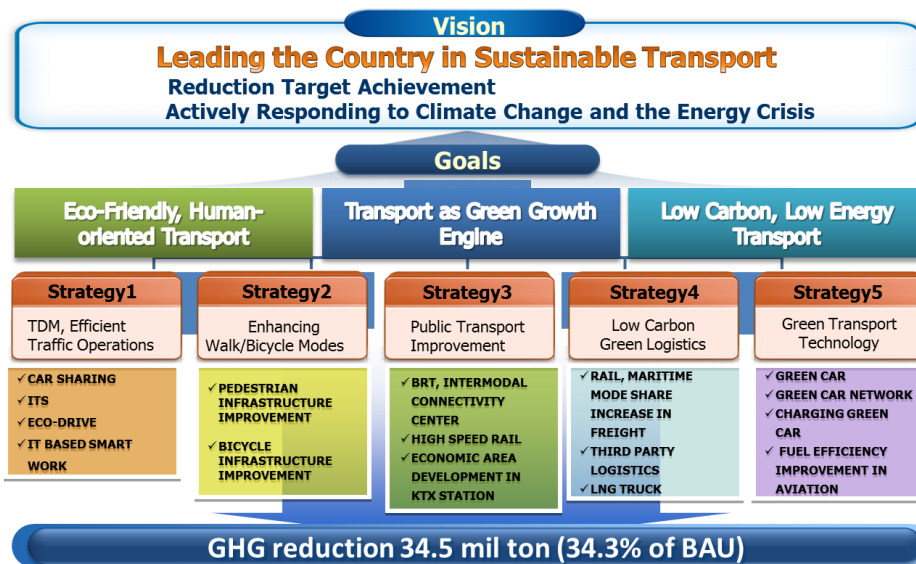 Vision
Leading the Country in Sustainable Transport
Reduction Target Achievement
Actively Responding to Climate Change and the Energy Crisis
Goals
Eco-Friendly, Human-
oriented Transport
Transport as Green Growth
Engine
Low Carbon, Low Energy
Transport
Strategy1
TDM, Efficient
Traffic Operations
✓CAR SHARING
✓ITS
✓ECO-DRIVE
✓IT BASED SMART
WORK
Strategy2
Enhancing
Walk/Bicycle Modes
✓PEDESTRIAN
INFRASTRUCTURE
IMPROVEMENT
✓BICYCLE
INFRASTRUCTURE
IMPROVEMENT
Strategy3
Public Transport
Improvement
✓BRT, INTERMODAL
CONNECTIVITY
CENTER
✓HIGH SPEED RAIL
✓ECONOMIC AREA
DEVELOPMENT IN
KTX STATION
Strategy4
Low Carbon
Green Logistics
✓RAIL, MARITIME
MODE SHARE
INCREASE IN
FREIGHT
✓THIRD PARTY
LOGISTICS
✓LNG TRUCK
Strategy5
Green Transport
Technology
✓GREEN CAR
✓GREEN CAR NETWORK
✓CHARGING GREEN
CAR
✓ FUEL EFFICIENCY
IMPROVEMENT IN
AVIATION
GHG reduction 34.5 mil ton (34.3% of BAU)